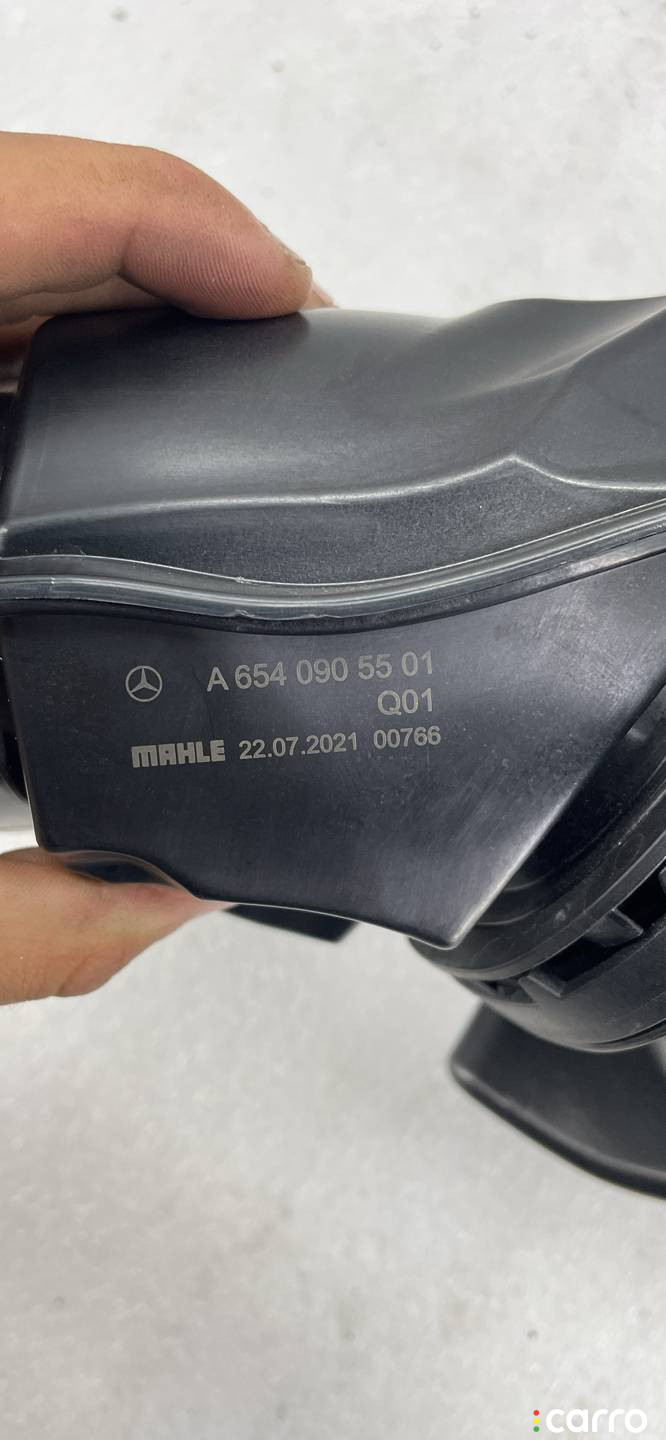 A 654 090 55 01
Q01
MAHLE 22.07.2021 00766
carro